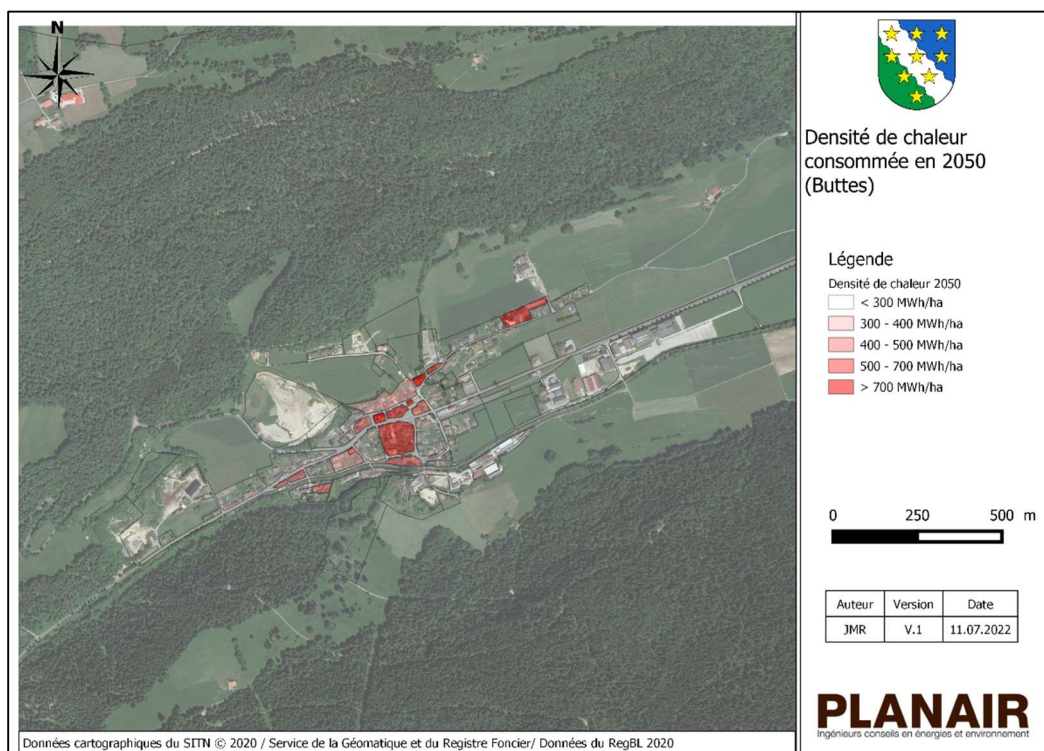 N
Densité de chaleur
consommée en 2050
(Buttes)
Légende
Densité de chaleur 2050
< 300 MWh/ha
300 - 400 MWh/ha
400 - 500 MWh/ha
500 - 700 MWh/ha
> 700 MWh/ha
0 250 500 m
Auteur Version Date
JMR V.1 11.07.2022
PLANAIR
Ingénieurs conseils en énergies et environnement
Données cartographiques du SITN © 2020 / Service de la Géomatique et du Registre Foncier/ Données du RegBL 2020